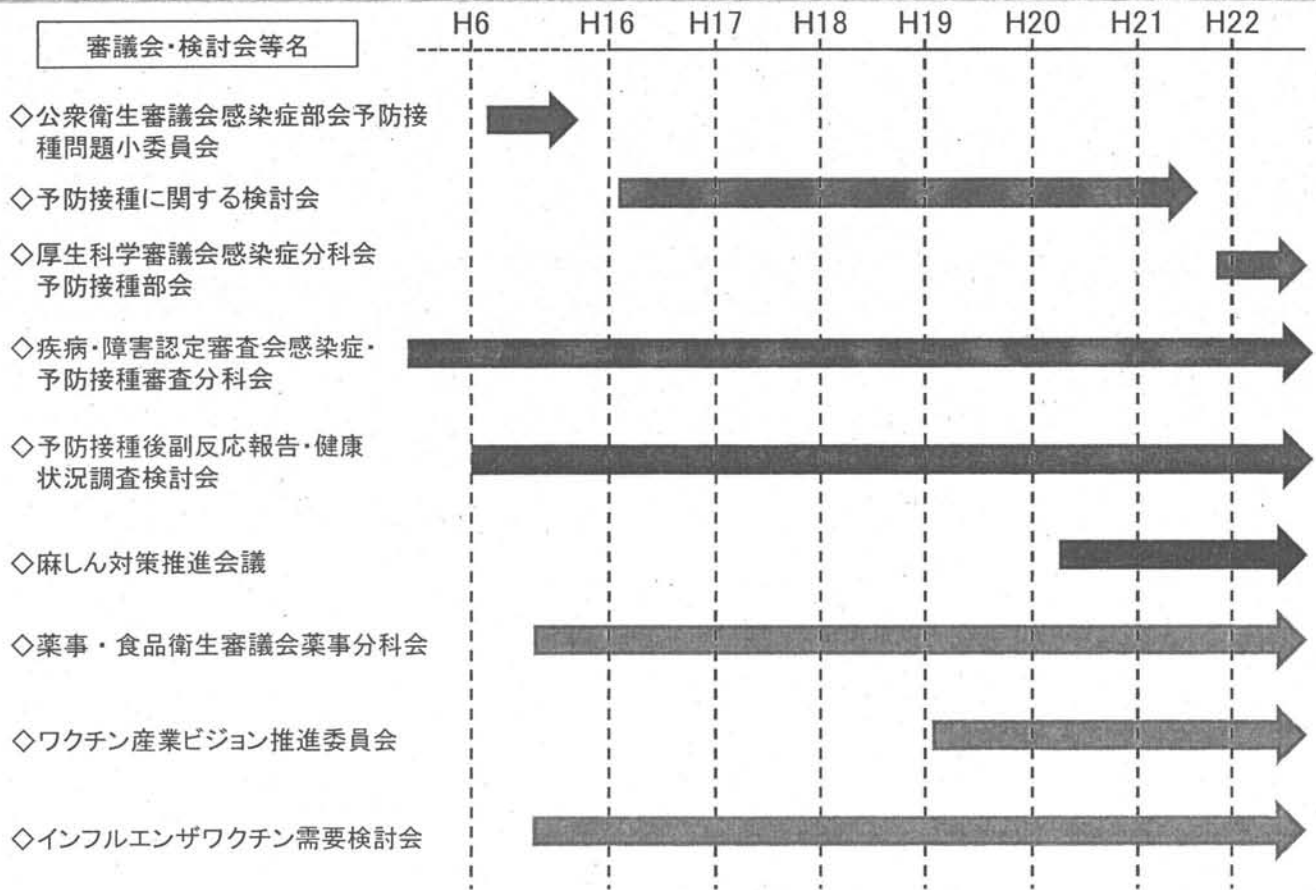 審議会・検討会等名
H6 H16 H17 H18 H19 H20 H21 H22
◇公衆衛生審議会感染症部会予防接
種問題小委員会
◇予防接種に関する検討会
◇厚生科学審議会感染症分科会
予防接種部会
◇疾病・障害認定審査会感染症・
予防接種審査分科会
◇予防接種後副反応報告・健康
状況調査検討会
◇麻しん対策推進会議
◇薬事・食品衛生審議会薬事分科会
◇ワクチン産業ビジョン推進委員会
◇インフルエンザワクチン需要検討会